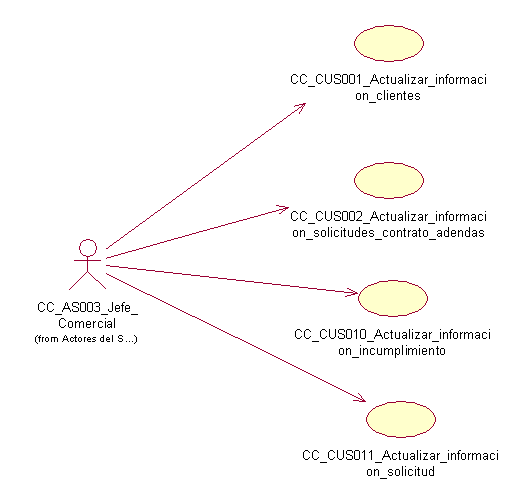 CC_CUS001_Actualizar_informaci
on_clientes
CC_CUS002_Actualizar_informaci
on_solicitudes_contrato_adendas
CC_AS003_Jefe_
Comercial
(from Actores del S...)
CC_CUS010_Actualizar_informaci
on_incumplimiento
CC_CUS011_Actualizar_informaci
on_solicitud